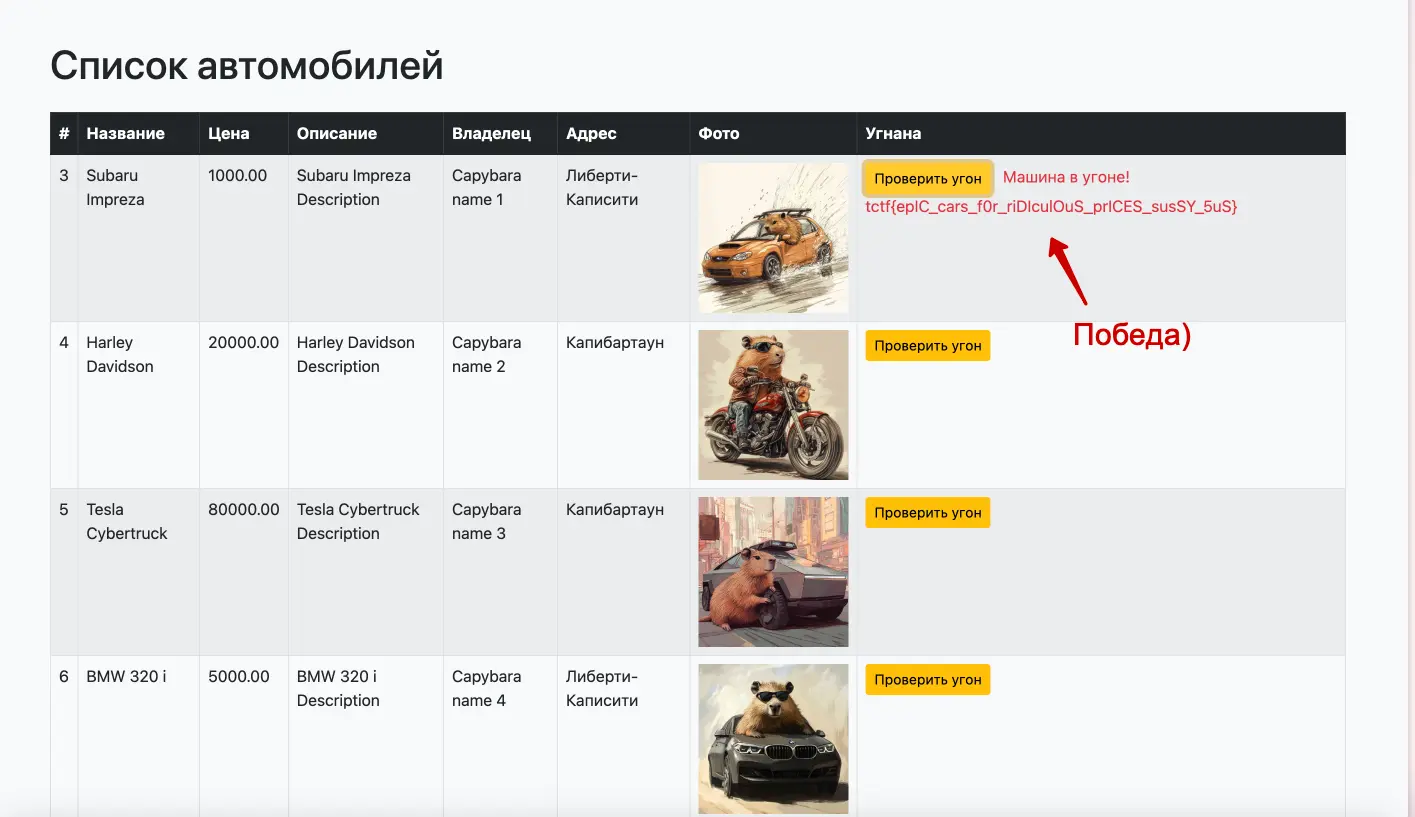 Список автомобилей
# Название Цена Описание Владелец Адрес Фото Угнана
3 Subaru 1000.00 Subaru Impreza Capybara Либерти- Проверить угон Машина в угоне!
Impreza Description name 1 Каписити tctf{epIC_cars_f0r_riDIculOuS_prICES_susSY_5uS}
Победа)
4 Harley 20000.00 Harley Davidson Capybara Капибартаун Проверить угон
Davidson Description name 2
5 Tesla 80000.00 Tesla Cybertruck Capybara Капибартаун Проверить угон
Cybertruck Description name 3
6 BMW 320 i 5000.00 BMW 320 i Capybara Либерти- Проверить угон
Description name 4 Каписити